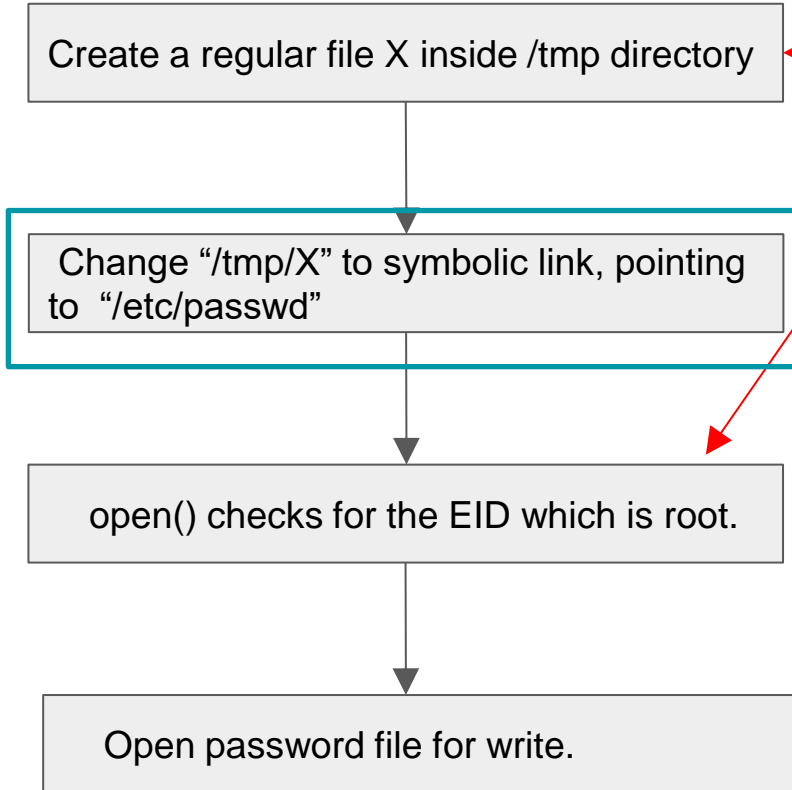 Create a regular file X inside /tmp directory
Change “/tmp/X” to symbolic link, pointing
to “/etc/passwd”
open() checks for the EID which is root.
Open password file for write.